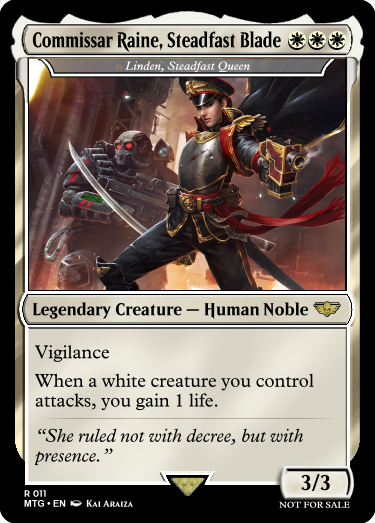 Commissar Raine, Steadfast Blade
Linden, Steadfast Queen
Legendary Creature — Human Noble
Vigilance
When a white creature you control
attacks, you gain 1 life.
“She ruled not with decree, but with
presence.”
3/3
R 011
MTG • EN Kai Araiza
NOT FOR SALE